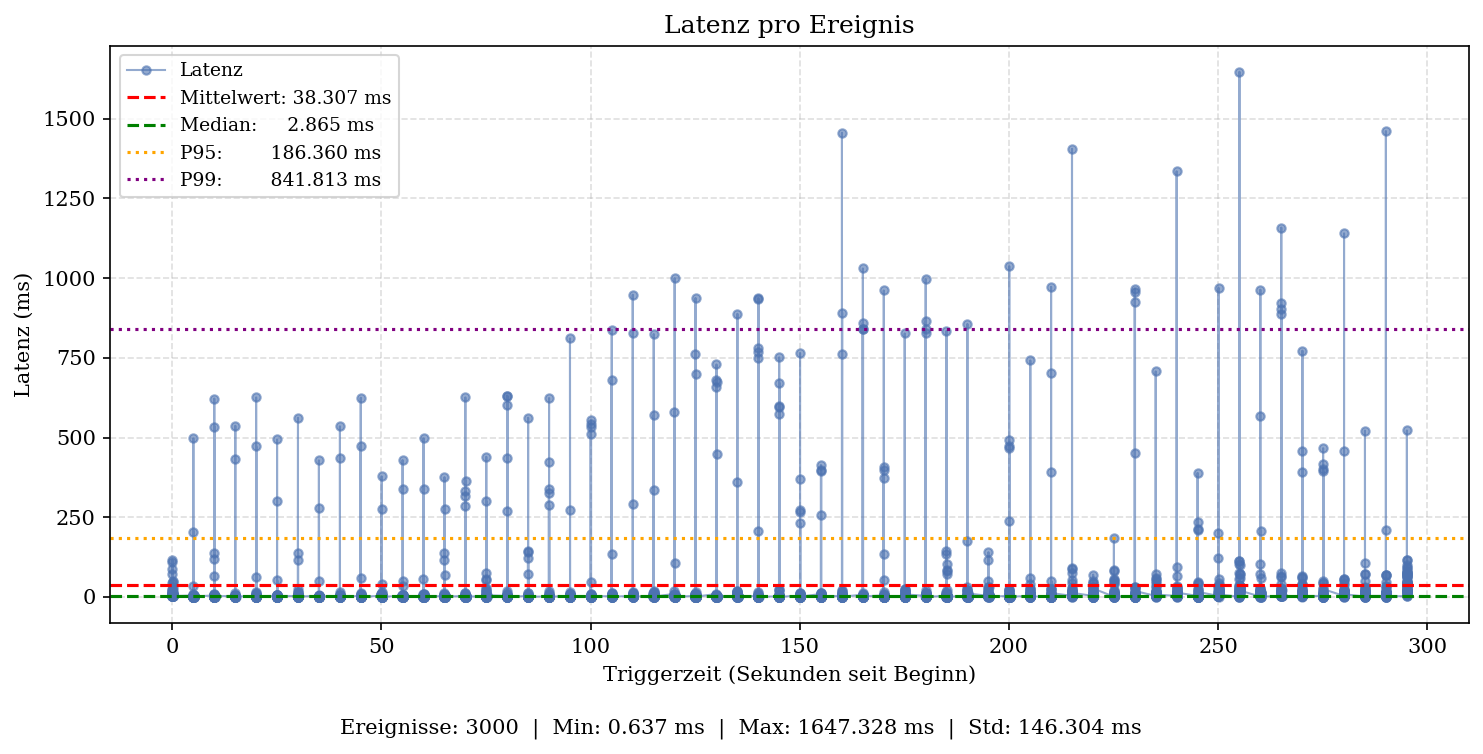 Latenz pro Ereignis
Latenz
Mittelwert: 38.307 ms
Median: 2.865 ms
P95: 186.360 ms
P99: 841.813 ms
Latenz (ms)
1500
1250
1000
750
500
250
0
0 50 100 150 200 250 300
Triggerzeit (Sekunden seit Beginn)
Ereignisse: 3000 | Min: 0.637 ms | Max: 1647.328 ms | Std: 146.304 ms